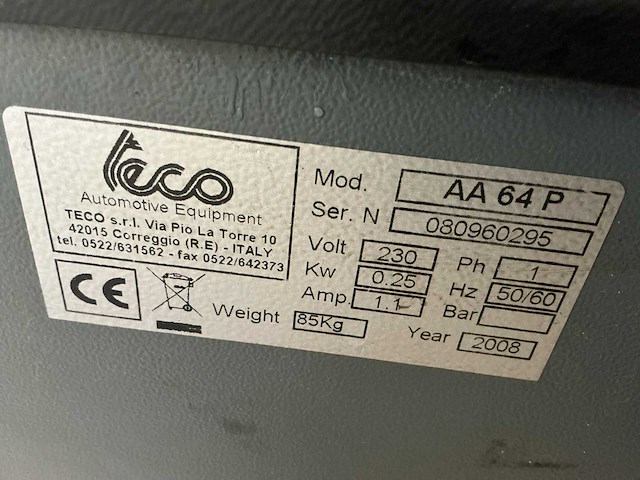 teco
Automotive Equipment
TECO s.r.l. Via Pio La Torre 10
42015 Correggio (R.E) - ITALY
tel. 0522/631562 - fax 0522/642373
CE
Weight 85Kg
Mod. AA 64 P
Ser. N 080960295
Volt 230 Ph 1
Kw 0.25 Hz 50/60
Amp. 1.1 Bar
Year 2008